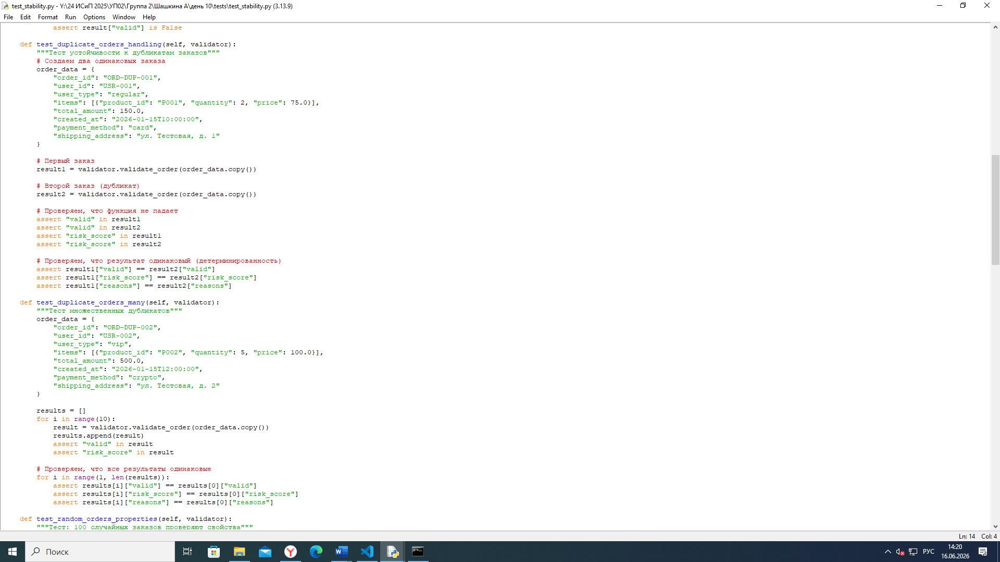 test_stability.py - Y:\24 ИСиП 2025\УП02\Группа 2\Шашкина А\день 10\tests\test_stability.py (3.13.9)
File Edit Format Run Options Window Help
            assert result["valid"] is False

    def test_duplicate_orders_handling(self, validator):
        """Тест устойчивости к дубликатам заказов"""
        # Создаем два одинаковых заказа
        order_data = {
            "order_id": "ORD-DUP-001",
            "user_id": "USR-001",
            "user_type": "regular",
            "items": [{"product_id": "P001", "quantity": 2, "price": 75.0}],
            "total_amount": 150.0,
            "created_at": "2026-01-15T10:00:00",
            "payment_method": "card",
            "shipping_address": "ул. Тестовая, д. 1"
        }

        # Первый заказ
        result1 = validator.validate_order(order_data.copy())

        # Второй заказ (дубликат)
        result2 = validator.validate_order(order_data.copy())

        # Проверяем, что функция не падает
        assert "valid" in result1
        assert "valid" in result2
        assert "risk_score" in result1
        assert "risk_score" in result2

        # Проверяем, что результат одинаковый (детерминированность)
        assert result1["valid"] == result2["valid"]
        assert result1["risk_score"] == result2["risk_score"]
        assert result1["reasons"] == result2["reasons"]

    def test_duplicate_orders_many(self, validator):
        """Тест множественных дубликатов"""
        order_data = {
            "order_id": "ORD-DUP-002",
            "user_id": "USR-002",
            "user_type": "vip",
            "items": [{"product_id": "P002", "quantity": 5, "price": 100.0}],
            "total_amount": 500.0,
            "created_at": "2026-01-15T12:00:00",
            "payment_method": "crypto",
            "shipping_address": "ул. Тестовая, д. 2"
        }

        results = []
        for i in range(10):
            result = validator.validate_order(order_data.copy())
            results.append(result)
            assert "valid" in result
            assert "risk_score" in result

        # Проверяем, что все результаты одинаковые
        for i in range(1, len(results)):
            assert results[i]["valid"] == results[0]["valid"]
            assert results[i]["risk_score"] == results[0]["risk_score"]
            assert results[i]["reasons"] == results[0]["reasons"]

    def test_random_orders_properties(self, validator):
        """Тест: 100 случайных заказов проверяют свойства"""
Ln: 14 Col: 4
Поиск
РУС
14:20
16.06.2026